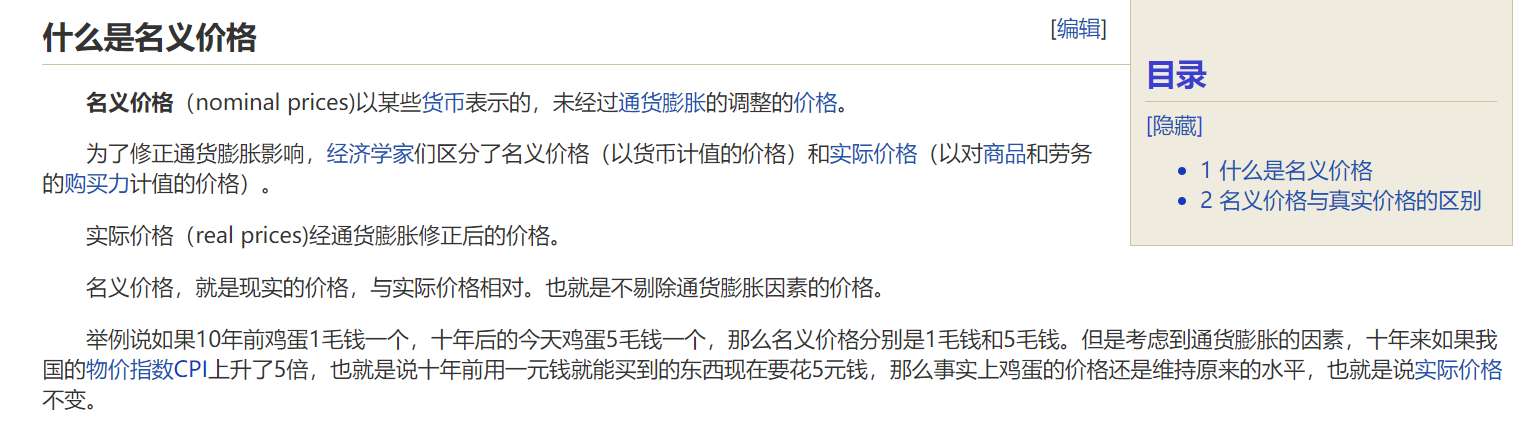 什么是名义价格
[编辑]
名义价格（nominal prices)以某些货币表示的，未经过通货膨胀的调整的价格。
为了修正通货膨胀影响，经济学家们区分了名义价格（以货币计值的价格）和实际价格（以对商品和劳务
的购买力计值的价格）。
实际价格（real prices)经通货膨胀修正后的价格。
名义价格，就是现实的价格，与实际价格相对。也就是不剔除通货膨胀因素的价格。
举例说如果10年前鸡蛋1毛钱一个，十年后的今天鸡蛋5毛钱一个，那么名义价格分别是1毛钱和5毛钱。但是考虑到通货膨胀的因素，十年来如果我
国的物价指数CPI上升了5倍，也就是说十年前用一元钱就能买到的东西现在要花5元钱，那么事实上鸡蛋的价格还是维持原来的水平，也就是说实际价格
不变。
目录
[隐藏]
1 什么是名义价格
2 名义价格与真实价格的区别